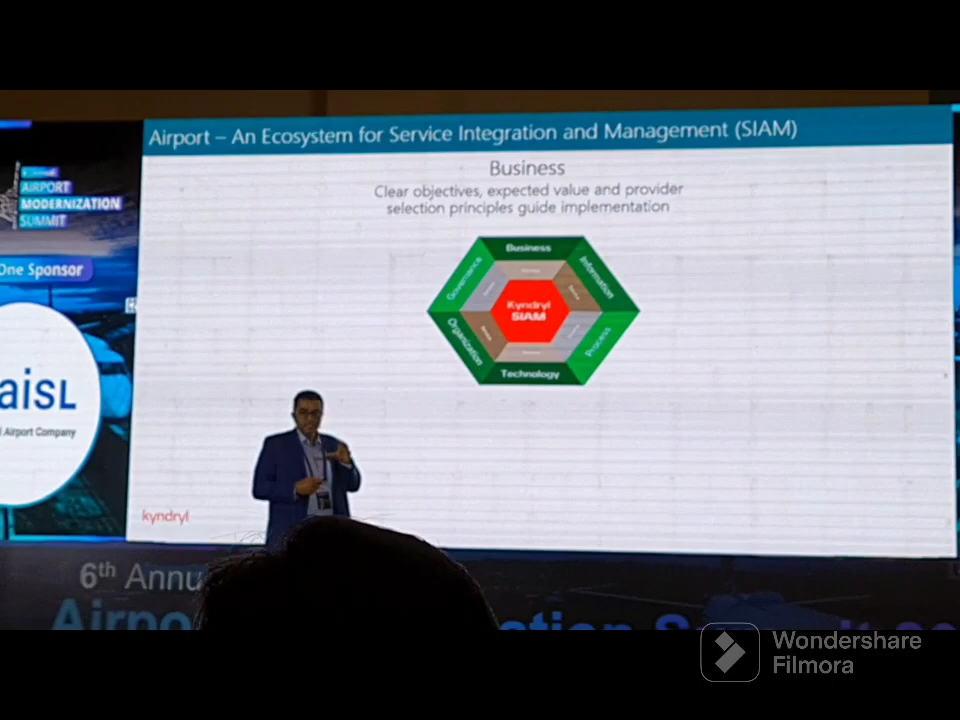 Airport – An Ecosystem for Service Integration and Management (SIAM)
Business
Clear objectives, expected value and provider
selection principles guide implementation
AIRPORT
MODERNIZATION
SUMMIT
One Sponsor
aisL
Airport Company
Business
Governance
Information
Kyndryl
SIAM
Organization
Process
Technology
kyndryl
6th Annu
Airpo
Wondershare
Filmora